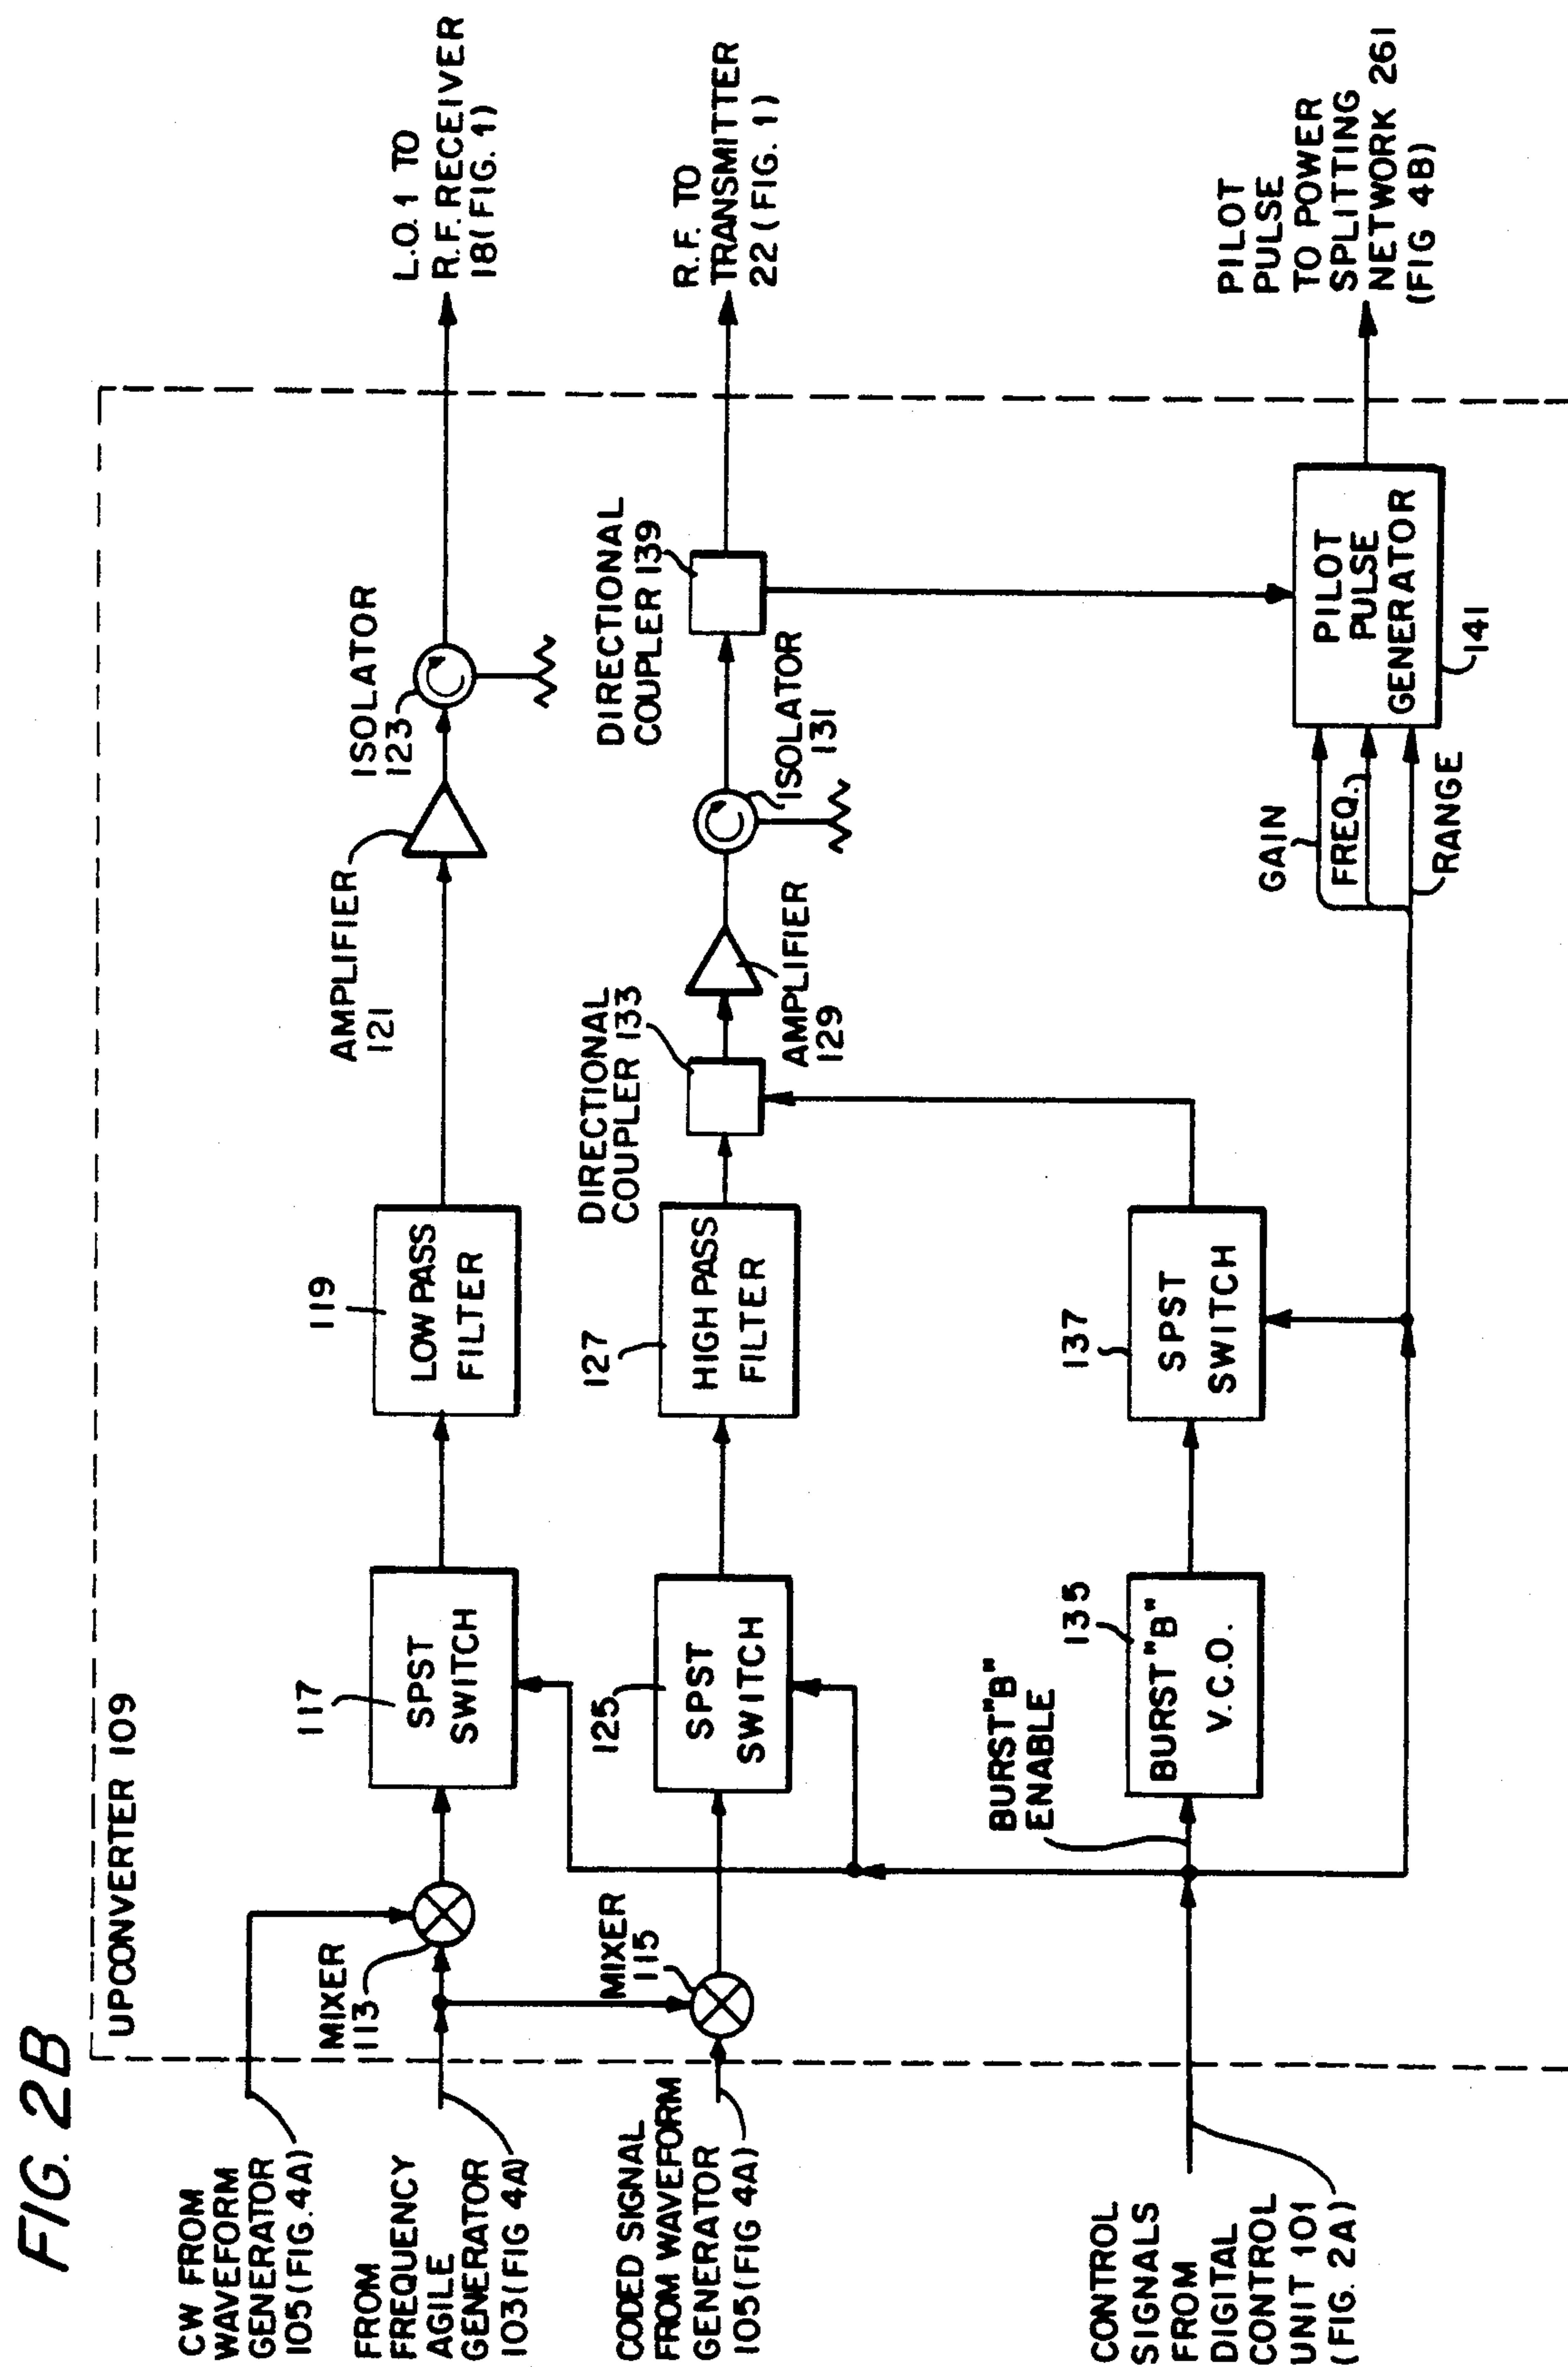 FIG. 2B
UPCONVERTER 109
CW FROM
WAVEFORM
GENERATOR
105(FIG.4A)
FROM
FREQUENCY
AGILE
GENERATOR
103(FIG 4A)
CODED SIGNAL
FROM WAVEFORM
GENERATOR
105(FIG 4A)
CONTROL
SIGNALS
FROM
DIGITAL
CONTROL
UNIT 101
(FIG. 2A)
MIXER
113
MIXER
115
117
SPST
SWITCH
119
LOW PASS
FILTER
AMPLIFIER
121
ISOLATOR
123
L.O.1 TO
R.F. RECEIVER
18(FIG. 1)
125
SPST
SWITCH
127
HIGH PASS
FILTER
DIRECTIONAL
COUPLER 133
AMPLIFIER
129
ISOLATOR
131
DIRECTIONAL
COUPLER 139
R.F. TO
TRANSMITTER
22 (FIG. 1)
BURST"B"
ENABLE
135
BURST"B"
V.C.O.
137
SPST
SWITCH
GAIN
FREQ.
RANGE
PILOT
PULSE
GENERATOR
141
PILOT
PULSE
TO POWER
SPLITTING
NETWORK 261
(FIG 4B)